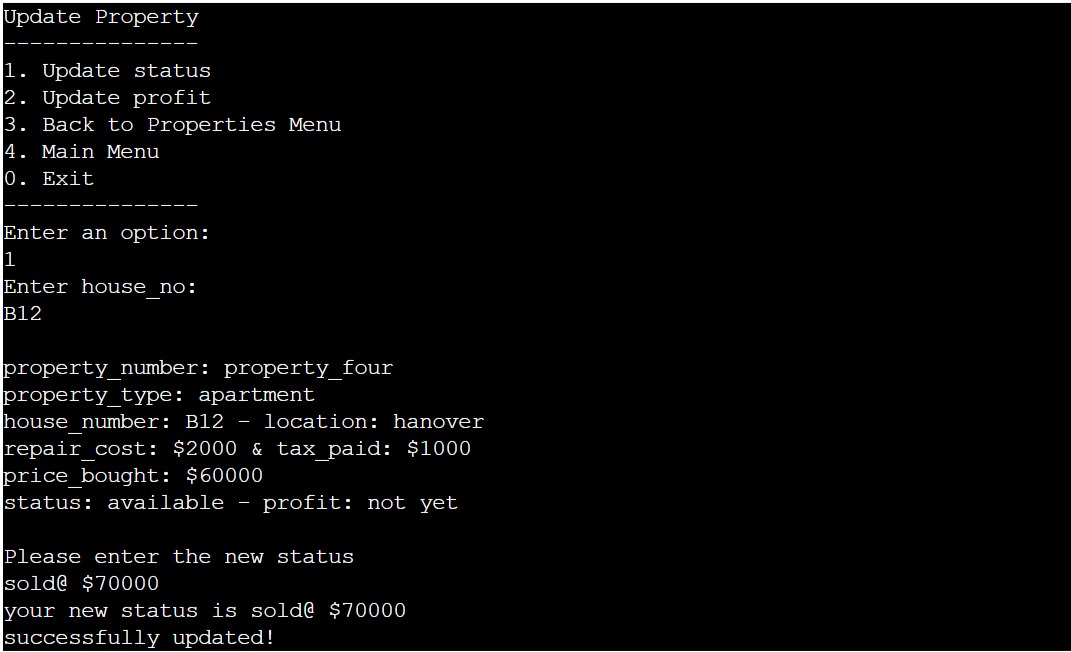 Update Property
---------------
1. Update status
2. Update profit
3. Back to Properties Menu
4. Main Menu
0. Exit
---------------
Enter an option:
1
Enter house_no:
B12
property_number: property_four
property_type: apartment
house_number: B12 - location: hanover
repair_cost: $2000 & tax_paid: $1000
price_bought: $60000
status: available - profit: not yet
Please enter the new status
sold@ $70000
your new status is sold@ $70000
successfully updated!